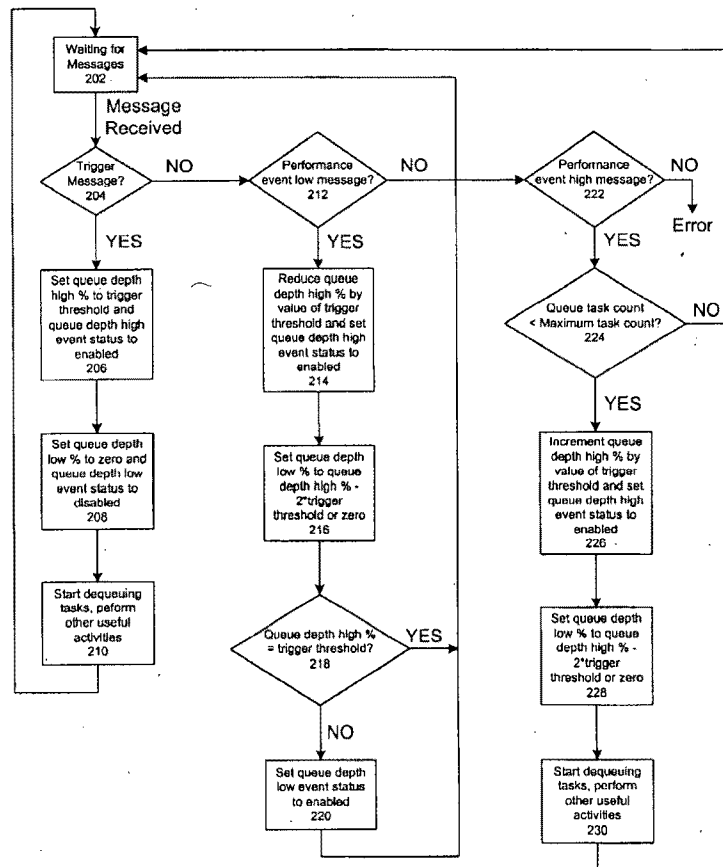 Waiting for
Messages
202
Message
Received
Trigger
Message?
204
NO
YES
Set queue depth
high % to trigger
threshold and
queue depth high
event status to
enabled
206
Set queue depth
low % to zero and
queue depth low
event status to
disabled
208
Start dequeuing
tasks, peform
other useful
activities
210
Performance
event low message?
212
NO
YES
Reduce queue
depth high % by
value of trigger
threshold and set
queue depth high
event status to
enabled
214
Set queue depth
low % to queue
depth high % -
2*trigger
threshold or zero
216
Queue depth high %
= trigger threshold?
218
YES
NO
Set queue depth
low event status
to enabled
220
Performance
event high message?
222
NO
Error
YES
Queue task count
< Maximum task count?
224
NO
YES
Increment queue
depth high % by
value of trigger
threshold and set
queue depth high
event status to
enabled
226
Set queue depth
low % to queue
depth high % -
2*trigger
threshold or zero
228
Start dequeuing
tasks, perform
other useful
activities
230